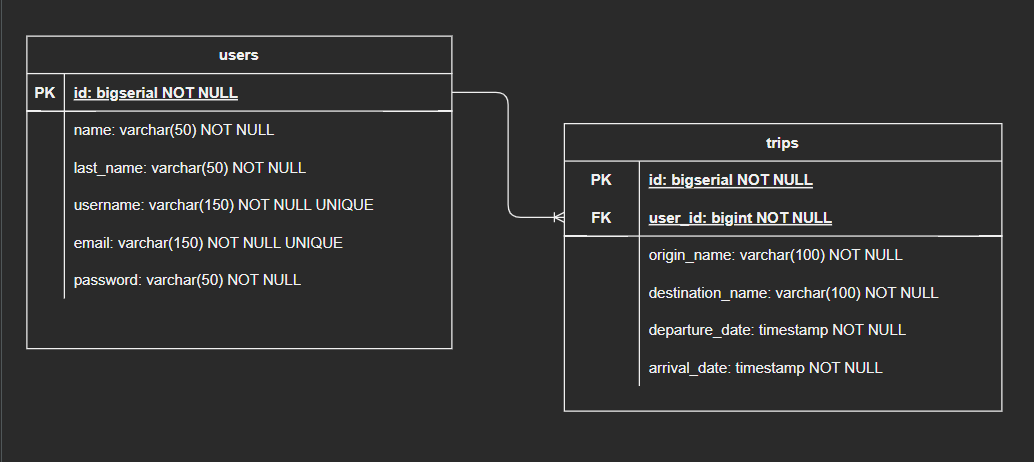 users
PK id: bigserial NOT NULL
name: varchar(50) NOT NULL
last_name: varchar(50) NOT NULL
username: varchar(150) NOT NULL UNIQUE
email: varchar(150) NOT NULL UNIQUE
password: varchar(50) NOT NULL
trips
PK id: bigserial NOT NULL
FK user_id: bigint NOT NULL
origin_name: varchar(100) NOT NULL
destination_name: varchar(100) NOT NULL
departure_date: timestamp NOT NULL
arrival_date: timestamp NOT NULL